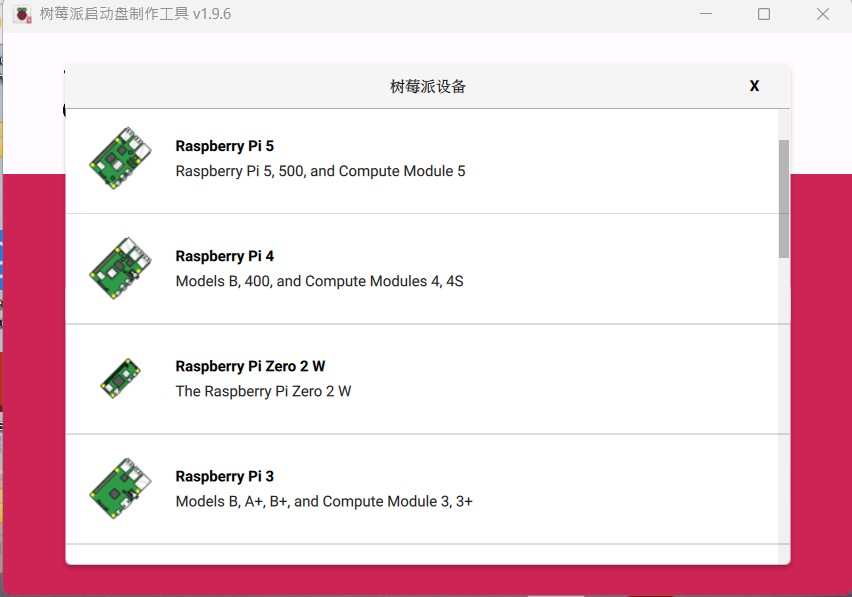 树莓派启动盘制作工具 v1.9.6
树莓派设备
X
Raspberry Pi 5
Raspberry Pi 5, 500, and Compute Module 5
Raspberry Pi 4
Models B, 400, and Compute Modules 4, 4S
Raspberry Pi Zero 2 W
The Raspberry Pi Zero 2 W
Raspberry Pi 3
Models B, A+, B+, and Compute Module 3, 3+